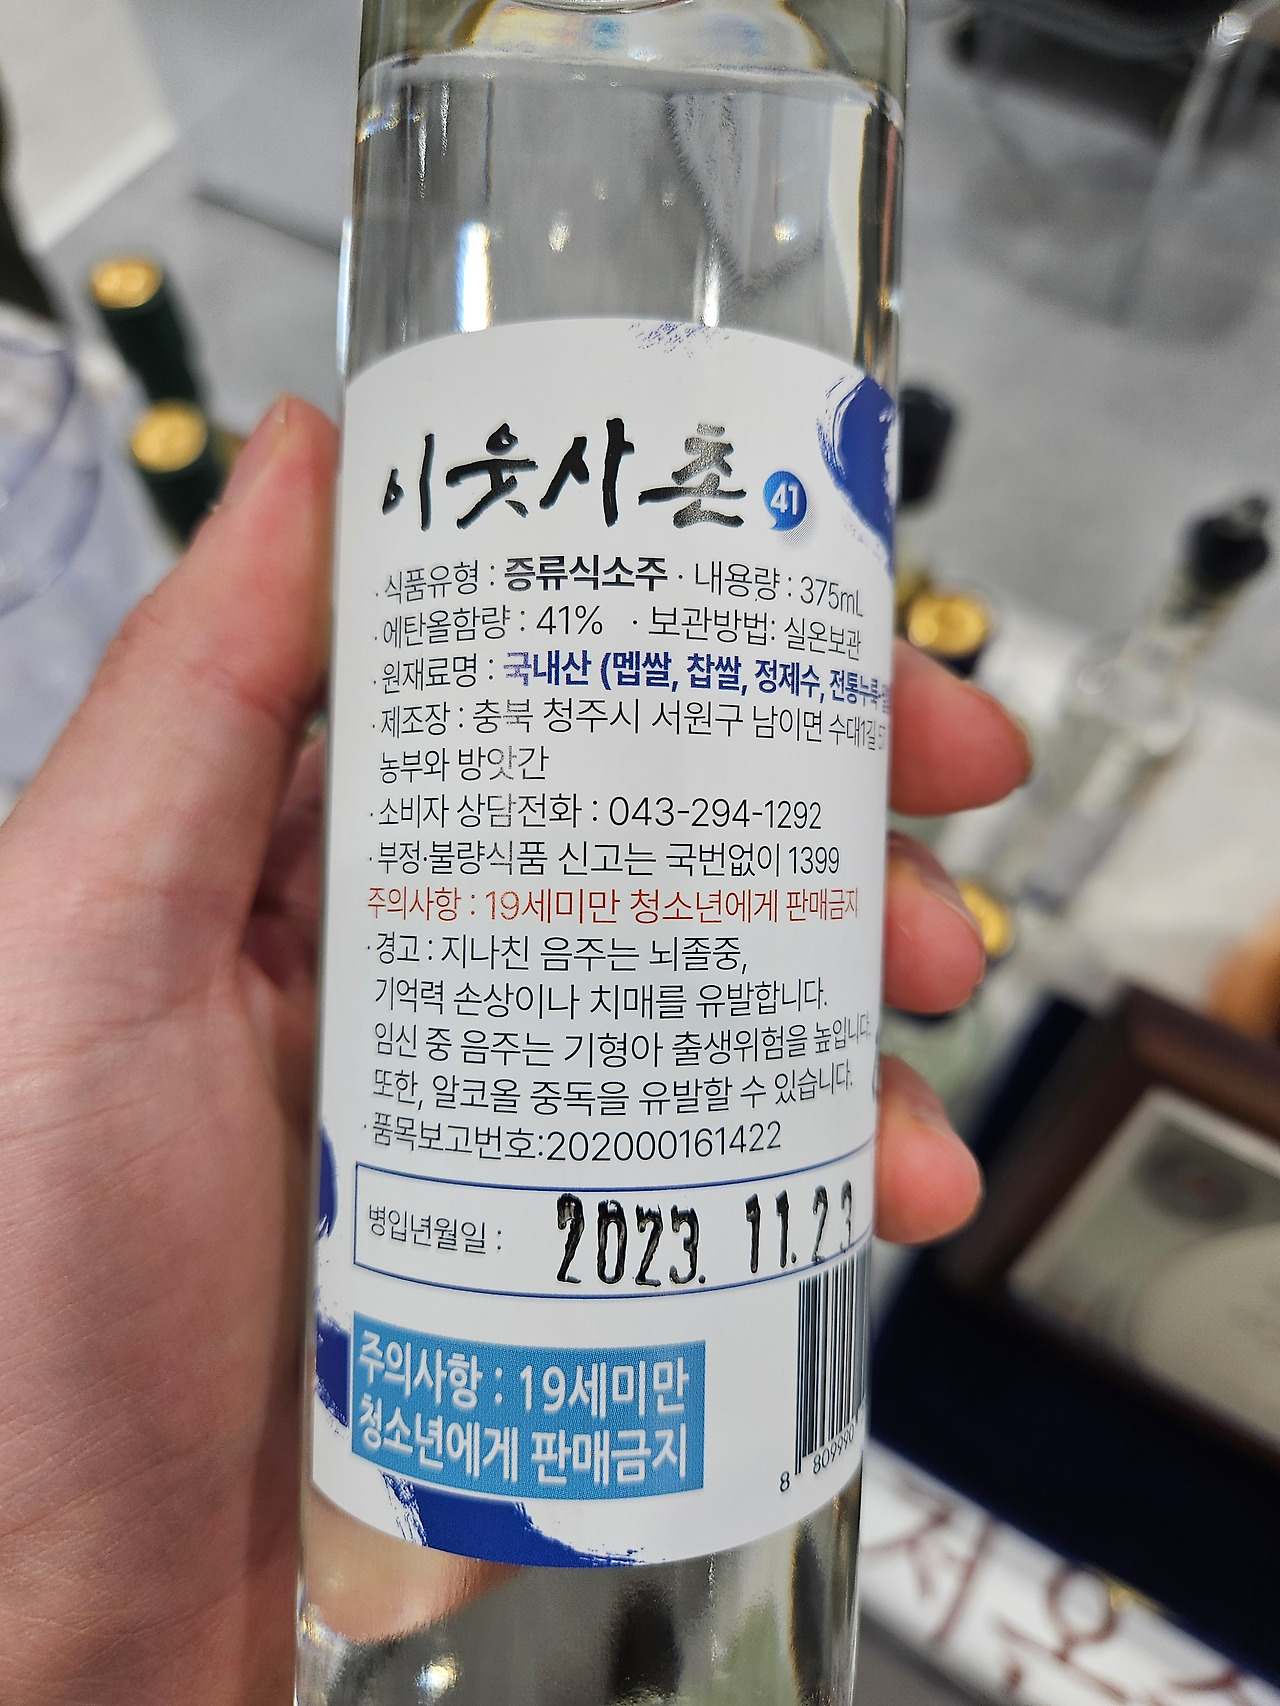 이웃사촌 41
· 식품유형 : 증류식소주 · 내용량 : 375mL
· 에탄올함량 : 41% · 보관방법: 실온보관
· 원재료명 : 국내산 (멥쌀, 찹쌀, 정제수, 전통누룩
· 제조장 : 충북 청주시 서원구 남이면 수대1길 57
농부와 방앗간
· 소비자 상담전화 : 043-294-1292
· 부정·불량식품 신고는 국번없이 1399
주의사항 : 19세미만 청소년에게 판매금지
· 경고 : 지나친 음주는 뇌졸중,
기억력 손상이나 치매를 유발합니다.
임신 중 음주는 기형아 출생위험을 높입니다.
또한, 알코올 중독을 유발할 수 있습니다.
· 품목보고번호:202000161422
병입년월일 : 2023. 11.23
주의사항 : 19세미만
청소년에게 판매금지
8 809990